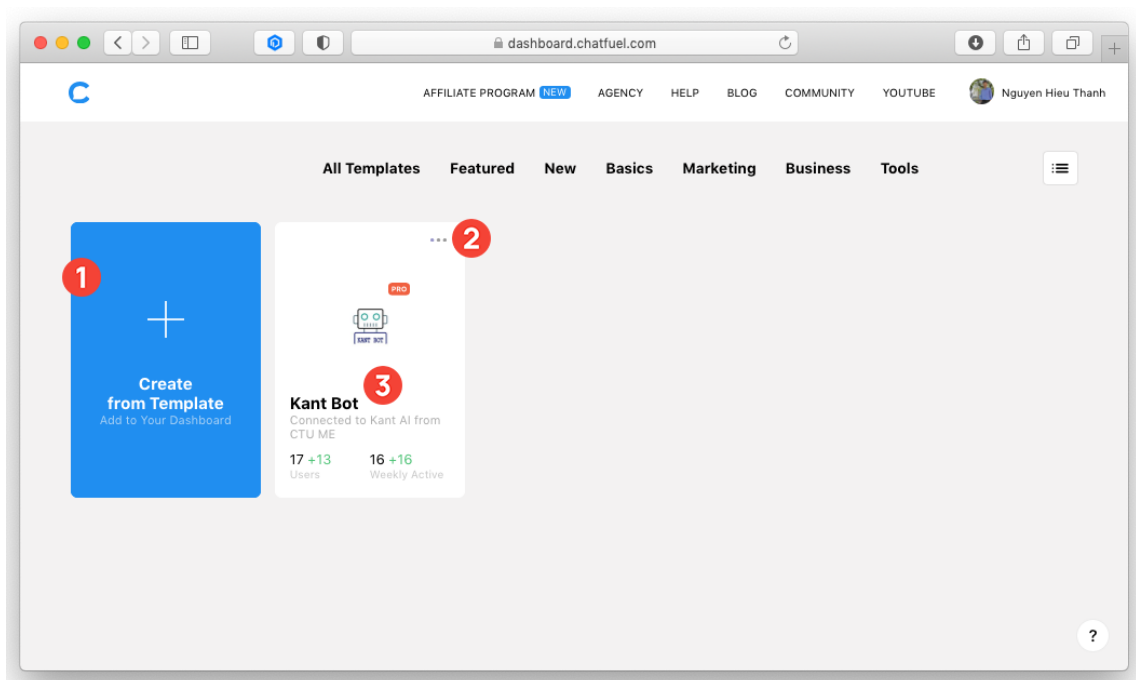 dashboard.chatfuel.com
AFFILIATE PROGRAM NEW AGENCY HELP BLOG COMMUNITY YOUTUBE Nguyen Hieu Thanh
All Templates Featured New Basics Marketing Business Tools
1
Create
from Template
Add to Your Dashboard
2
PRO
KANT BOT
3
Kant Bot
Connected to Kant AI from
CTU ME
17 +13 16 +16
Users Weekly Active
?